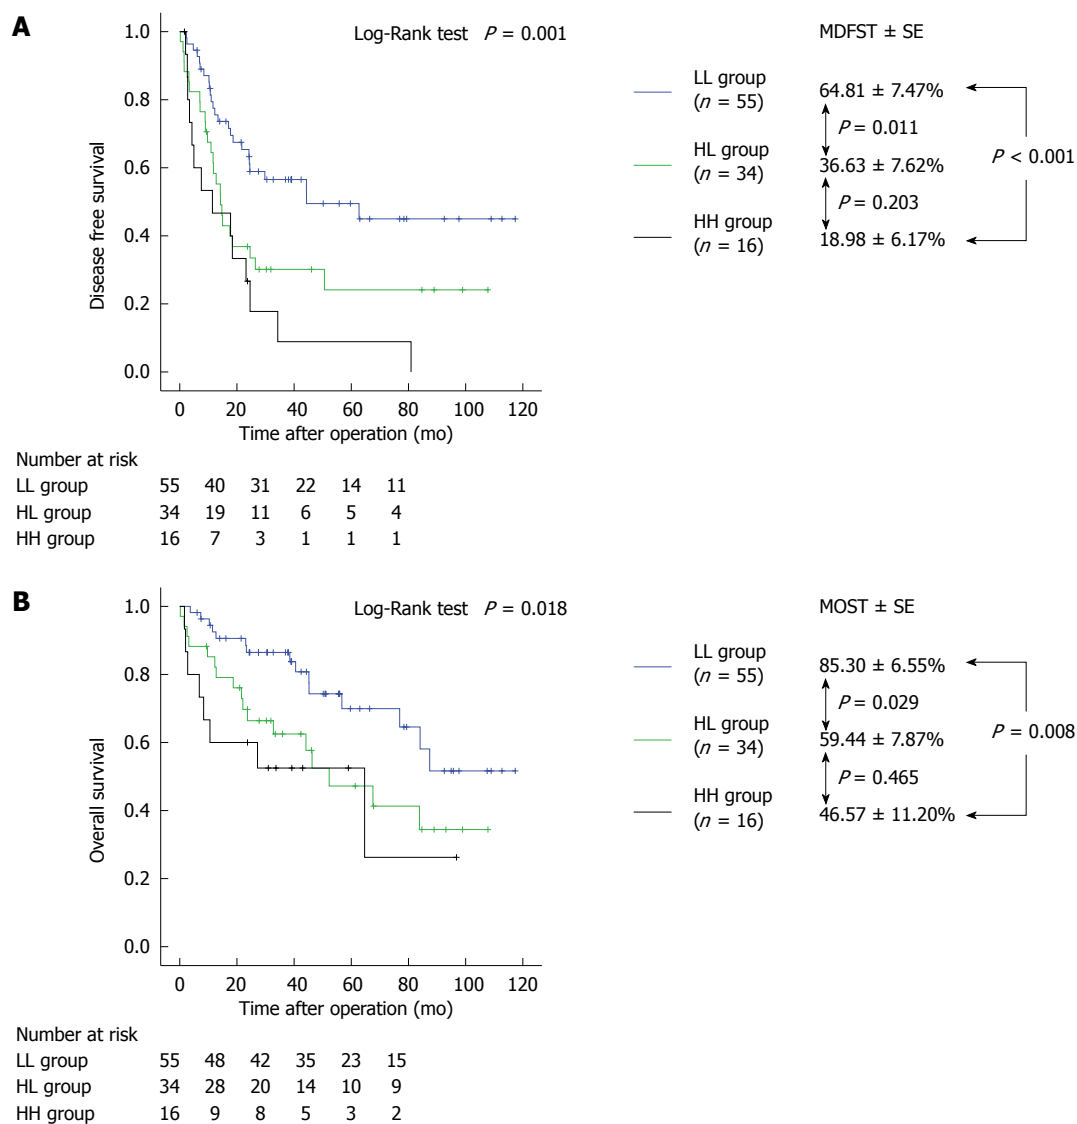 A
Log-Rank test P = 0.001
MDFST ± SE
LL group
(n = 55)
64.81 ± 7.47%
P = 0.011
HL group
(n = 34)
36.63 ± 7.62%
P < 0.001
P = 0.203
HH group
(n = 16)
18.98 ± 6.17%
Disease free survival
1.0
0.8
0.6
0.4
0.2
0.0
0 20 40 60 80 100 120
Time after operation (mo)
Number at risk
LL group 55 40 31 22 14 11
HL group 34 19 11 6 5 4
HH group 16 7 3 1 1 1
B
Log-Rank test P = 0.018
MOST ± SE
LL group
(n = 55)
85.30 ± 6.55%
P = 0.029
HL group
(n = 34)
59.44 ± 7.87%
P = 0.008
P = 0.465
HH group
(n = 16)
46.57 ± 11.20%
Overall survival
1.0
0.8
0.6
0.4
0.2
0.0
0 20 40 60 80 100 120
Time after operation (mo)
Number at risk
LL group 55 48 42 35 23 15
HL group 34 28 20 14 10 9
HH group 16 9 8 5 3 2